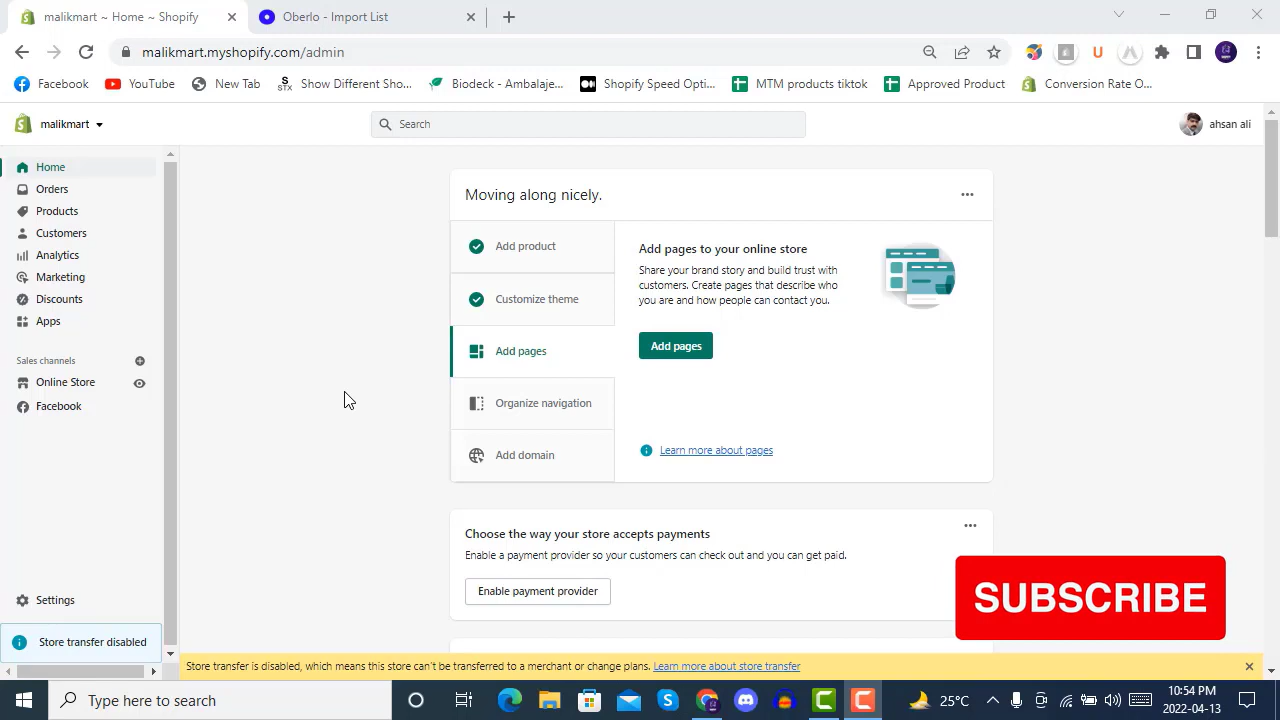 malikmart ~ Home ~ Shopify
Oberlo - Import List
malikmart.myshopify.com/admin
Facebook
YouTube
New Tab
STX
Show Different Sho...
Biodeck - Ambalaje...
Shopify Speed Opti...
MTM products tiktok
Approved Product
Conversion Rate O...
malikmart
Search
ahsan ali
Home
Orders
Products
Customers
Analytics
Marketing
Discounts
Apps
Sales channels
Online Store
Facebook
Settings
Store transfer disabled
Moving along nicely.
Add product
Customize theme
Add pages
Organize navigation
Add domain
Add pages to your online store
Share your brand story and build trust with
customers. Create pages that describe who
you are and how people can contact you.
Add pages
Learn more about pages
Choose the way your store accepts payments
Enable a payment provider so your customers can check out and you can get paid.
Enable payment provider
SUBSCRIBE
Store transfer is disabled, which means this store can't be transferred to a merchant or change plans. Learn more about store transfer
Type here to search
25°C
10:54 PM
2022-04-13